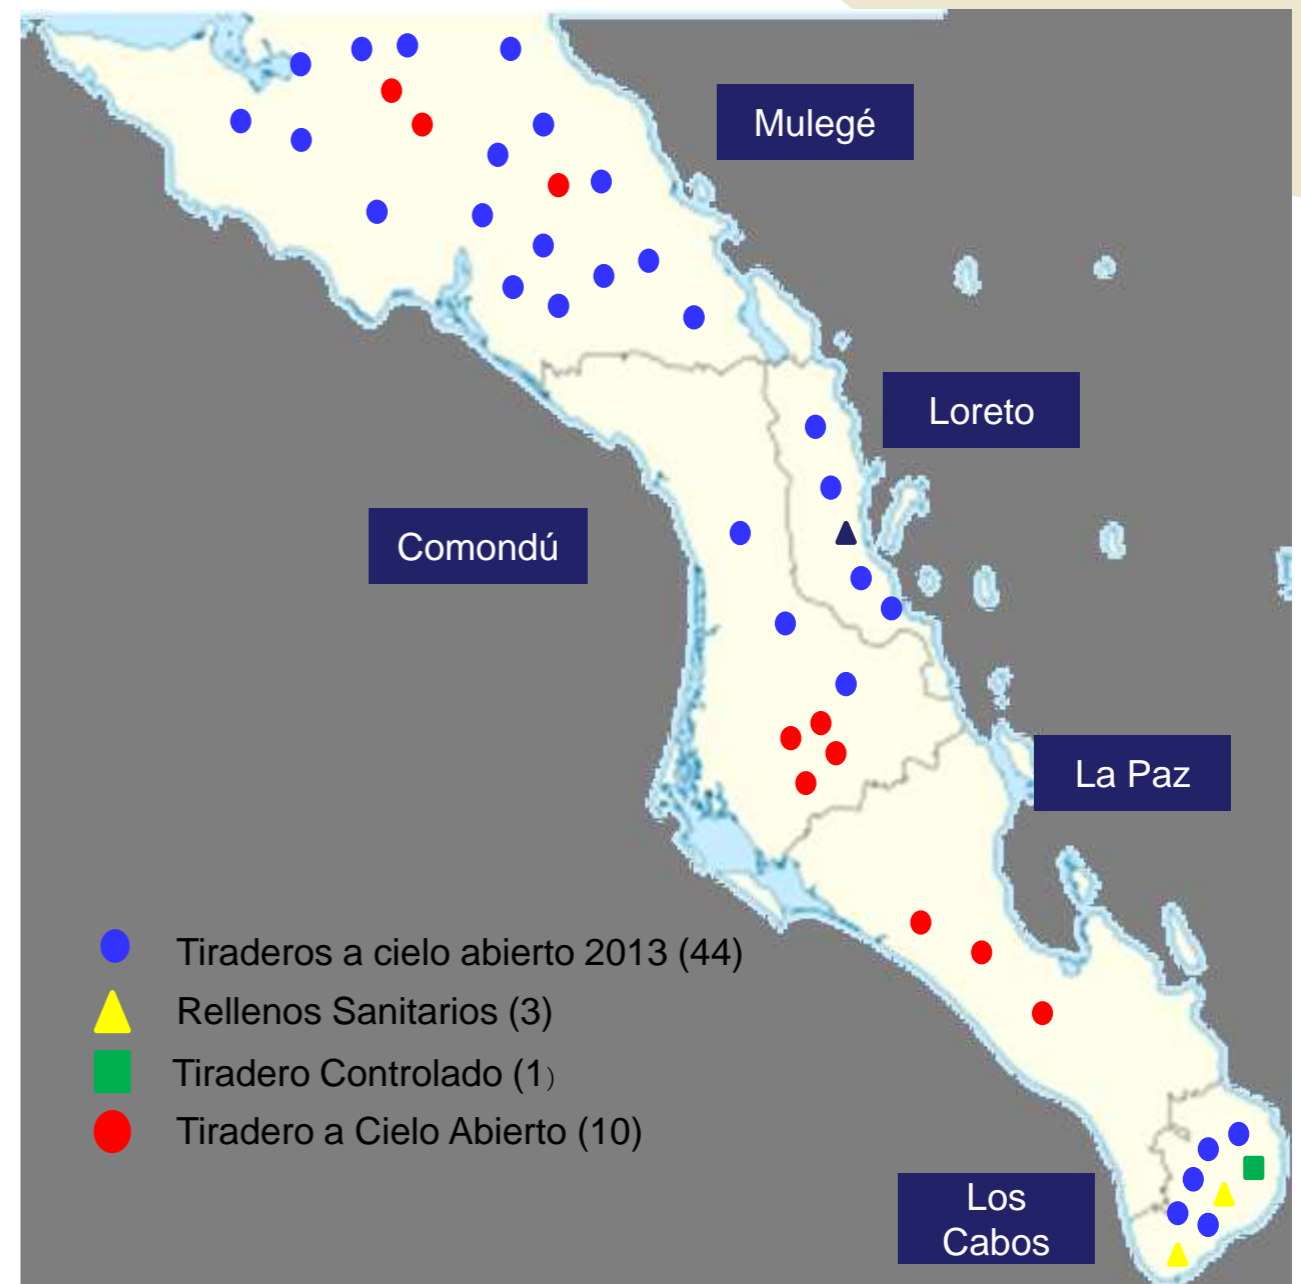 Mulegé
Loreto
Comondú
La Paz
Tiraderos a cielo abierto 2013 (44)
Rellenos Sanitarios (3)
Tiradero Controlado (1)
Tiradero a Cielo Abierto (10)
Los
Cabos